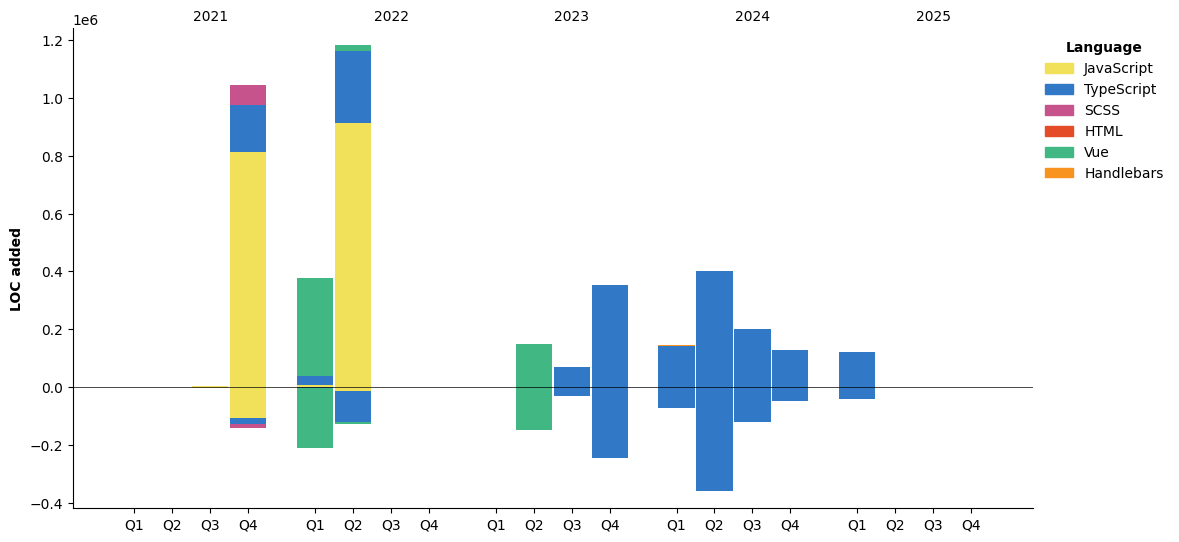 1e6
2021 2022 2023 2024 2025
1.2
1.0
0.8
0.6
0.4
0.2
0.0
−0.2
−0.4
LOC added
Q1 Q2 Q3 Q4 Q1 Q2 Q3 Q4 Q1 Q2 Q3 Q4 Q1 Q2 Q3 Q4 Q1 Q2 Q3 Q4
Language
JavaScript
TypeScript
SCSS
HTML
Vue
Handlebars